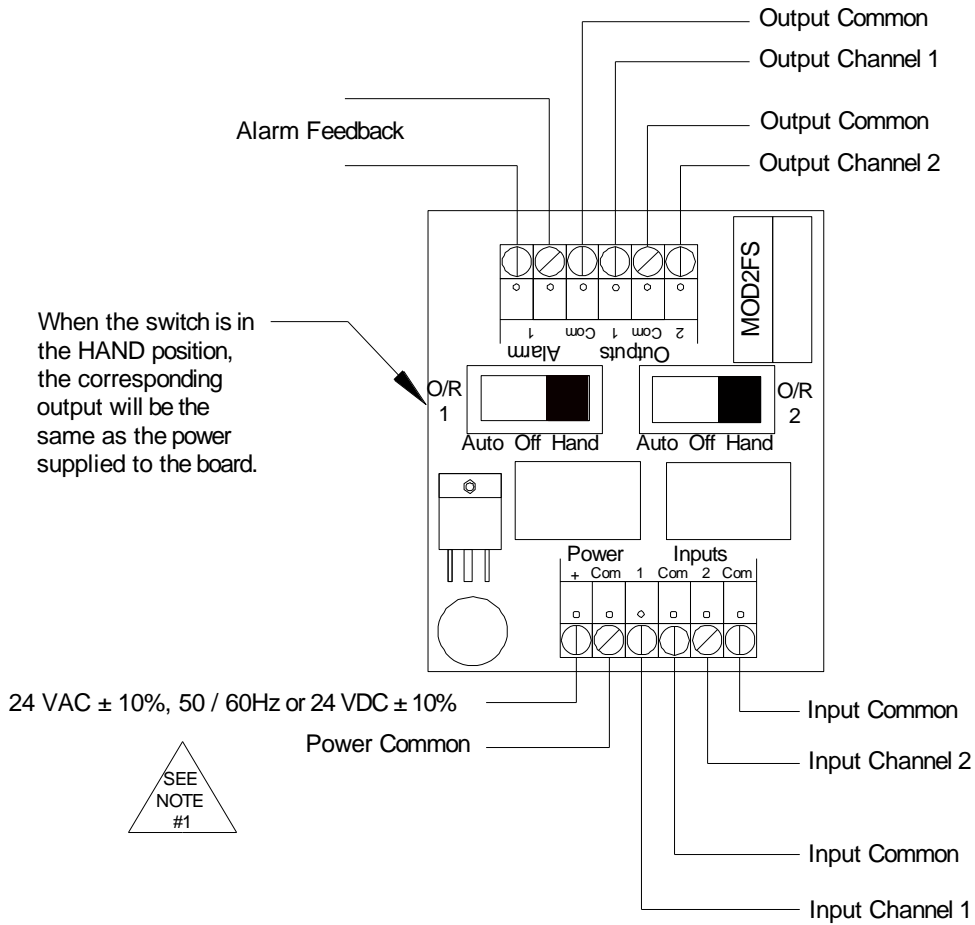 Output Common
Output Channel 1
Alarm Feedback
Output Common
Output Channel 2
MOD2FS
1 Com 1 Com 2
Alarm Outputs
When the switch is in
the HAND position,
the corresponding
output will be the
same as the power
supplied to the board.
O/R
1
Auto Off Hand
O/R
2
Auto Off Hand
Power Inputs
+ Com 1 Com 2 Com
24 VAC ± 10%, 50 / 60Hz or 24 VDC ± 10%
Power Common
SEE
NOTE
#1
Input Common
Input Channel 2
Input Common
Input Channel 1